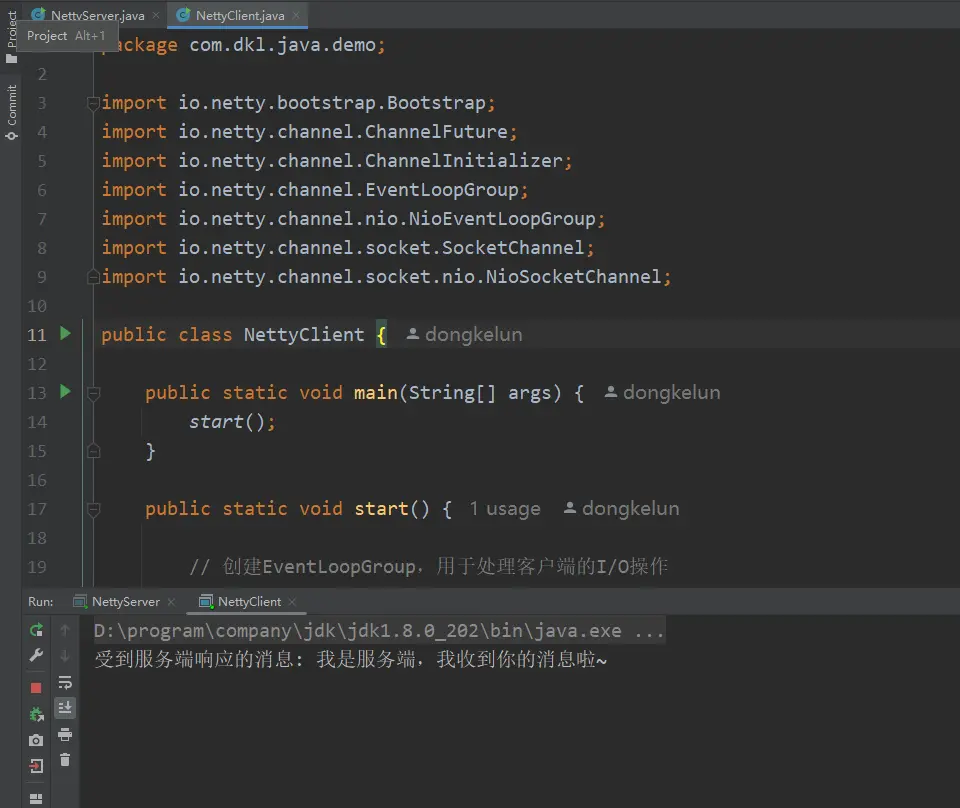 NettyServer.java NettyClient.java
Project
Project Alt+1
Commit
package com.dkl.java.demo;
2
3 import io.netty.bootstrap.Bootstrap;
4 import io.netty.channel.ChannelFuture;
5 import io.netty.channel.ChannelInitializer;
6 import io.netty.channel.EventLoopGroup;
7 import io.netty.channel.nio.NioEventLoopGroup;
8 import io.netty.channel.socket.SocketChannel;
9 import io.netty.channel.socket.nio.NioSocketChannel;
10
11 public class NettyClient { dongkelun
12
13 public static void main(String[] args) { dongkelun
14 start();
15 }
16
17 public static void start() { 1 usage dongkelun
18
19 // 创建EventLoopGroup，用于处理客户端的I/O操作
Run: NettyServer NettyClient
D:\program\company\jdk\jdk1.8.0_202\bin\java.exe ...
受到服务端响应的消息: 我是服务端，我收到你的消息啦~